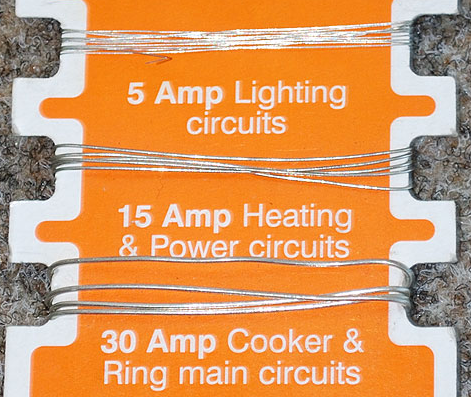 5 Amp Lighting
circuits
15 Amp Heating
& Power circuits
30 Amp Cooker &
Ring main circuits